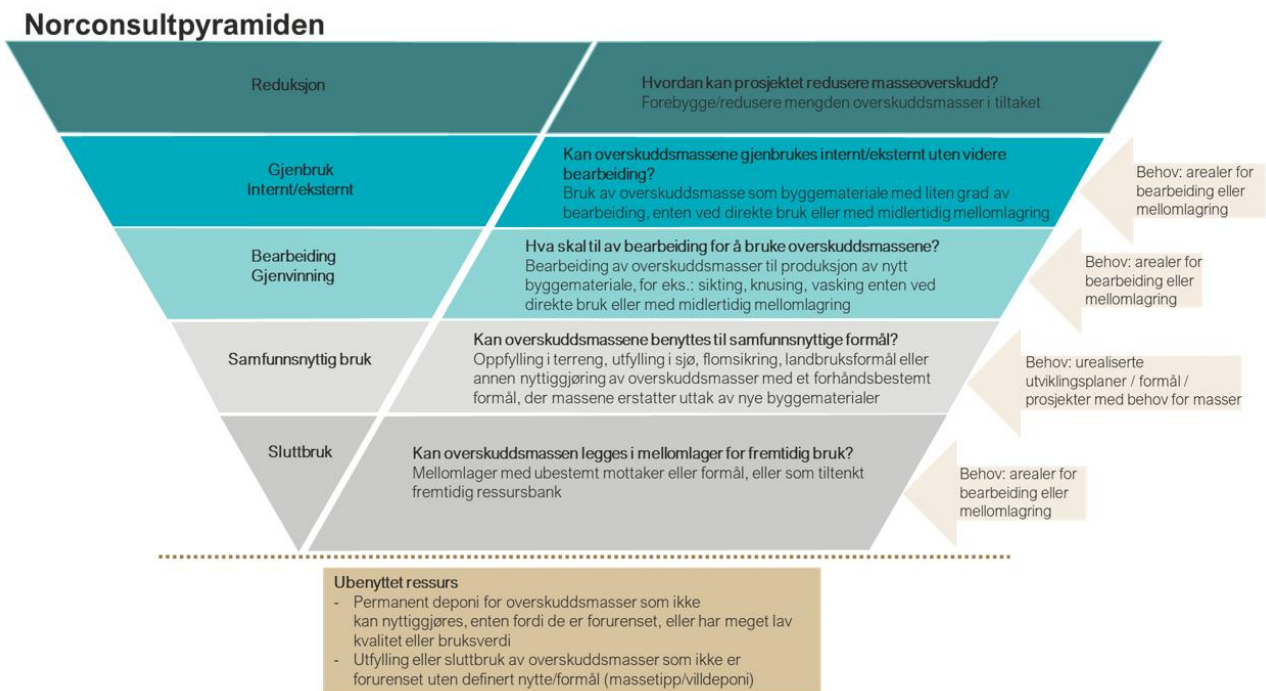 Norconsultpyramiden
Reduksjon
Hvordan kan prosjektet redusere masseoverskudd?
Forebygge/redusere mengden overskuddsmasser i tiltaket
Gjenbruk
Internt/eksternt
Kan overskuddsmassene gjenbrukes internt/eksternt uten videre
bearbeiding?
Bruk av overskuddsmasse som byggemateriale med liten grad av
bearbeiding, enten ved direkte bruk eller med midlertidig mellomlagring
Behov: arealer for
bearbeiding eller
mellomlagring
Bearbeiding
Gjenvinning
Hva skal til av bearbeiding for å bruke overskuddsmassene?
Bearbeiding av overskuddsmasser til produksjon av nytt
byggemateriale, for eks.: sikting, knusing, vasking enten ved
direkte bruk eller med midlertidig mellomlagring
Behov: arealer for
bearbeiding eller
mellomlagring
Samfunnsnyttig bruk
Kan overskuddsmassene benyttes til samfunnsnyttige formål?
Oppfylling i terreng, utfylling i sjø, flomsikring, landbruksformål eller
annen nyttiggjøring av overskuddsmasser med et forhåndsbestemt
formål, der massene erstatter uttak av nye byggematerialer
Behov: urealiserte
utviklingsplaner / formål /
prosjekter med behov for masser
Sluttbruk
Kan overskuddsmassen legges i mellomlager for fremtidig bruk?
Mellomlager med ubestemt mottaker eller formål, eller som tiltenkt
fremtidig ressursbank
Behov: arealer for
bearbeiding eller
mellomlagring
Ubenyttet ressurs
- Permanent deponi for overskuddsmasser som ikke
kan nyttiggjøres, enten fordi de er forurenset, eller har meget lav
kvalitet eller bruksverdi
- Utfylling eller sluttbruk av overskuddsmasser som ikke er
forurenset uten definert nytte/formål (massetipp/villdeponi)